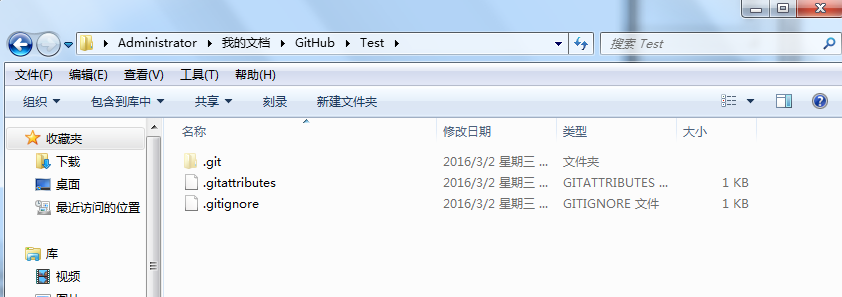 Administrator 我的文档 GitHub Test
搜索 Test
文件(F) 编辑(E) 查看(V) 工具(T) 帮助(H)
组织 包含到库中 共享 刻录 新建文件夹
收藏夹
下载
桌面
最近访问的位置
库
视频
名称 修改日期 类型 大小
.git 2016/3/2 星期三 ... 文件夹
.gitattributes 2016/3/2 星期三 ... GITATTRIBUTES ... 1 KB
.gitignore 2016/3/2 星期三 ... GITIGNORE 文件 1 KB